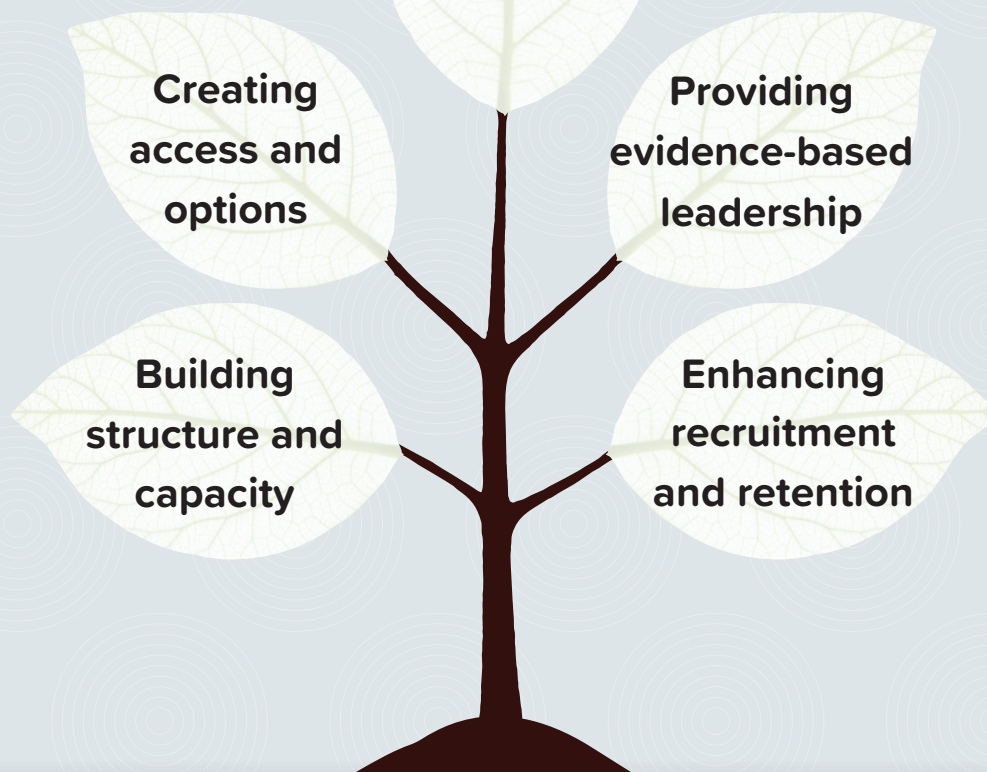 Creating
access and
options
Providing
evidence-based
leadership
Building
structure and
capacity
Enhancing
recruitment
and retention